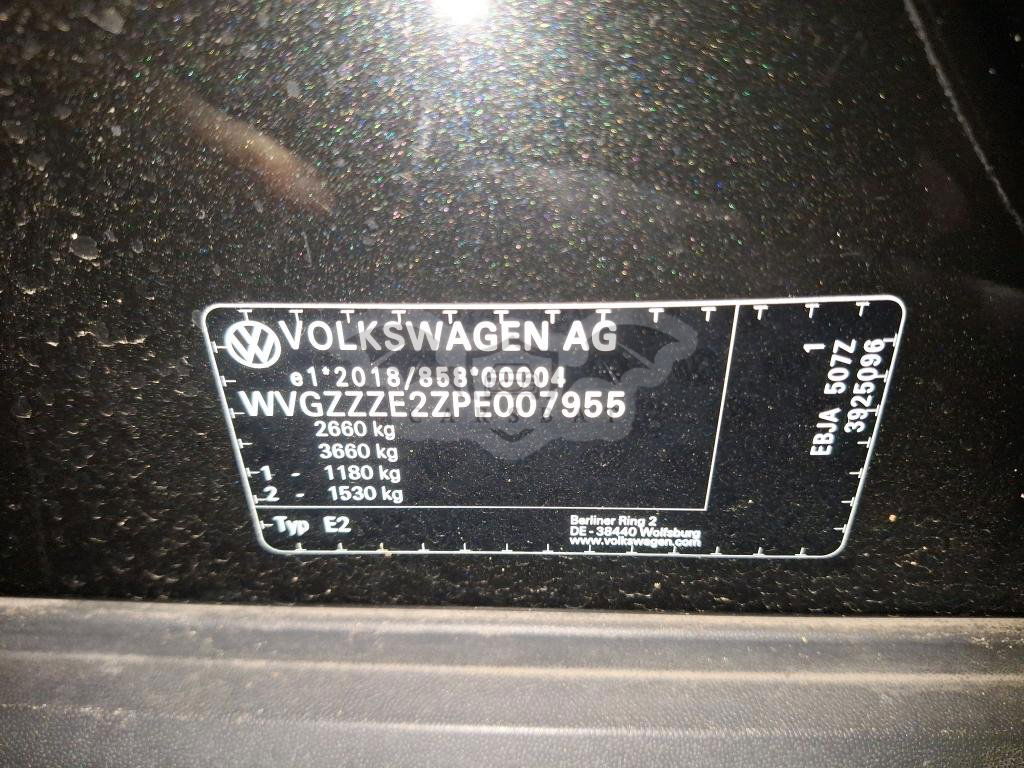 VOLKSWAGEN AG
e1*2018/858*00004
WVGZZZE2ZPE007955
2660 kg
3660 kg
1 - 1180 kg
2 - 1530 kg
Typ E2
Berliner Ring 2
DE - 38440 Wolfsburg
www.volkswagen.com
1
EBJA 507Z
3925096